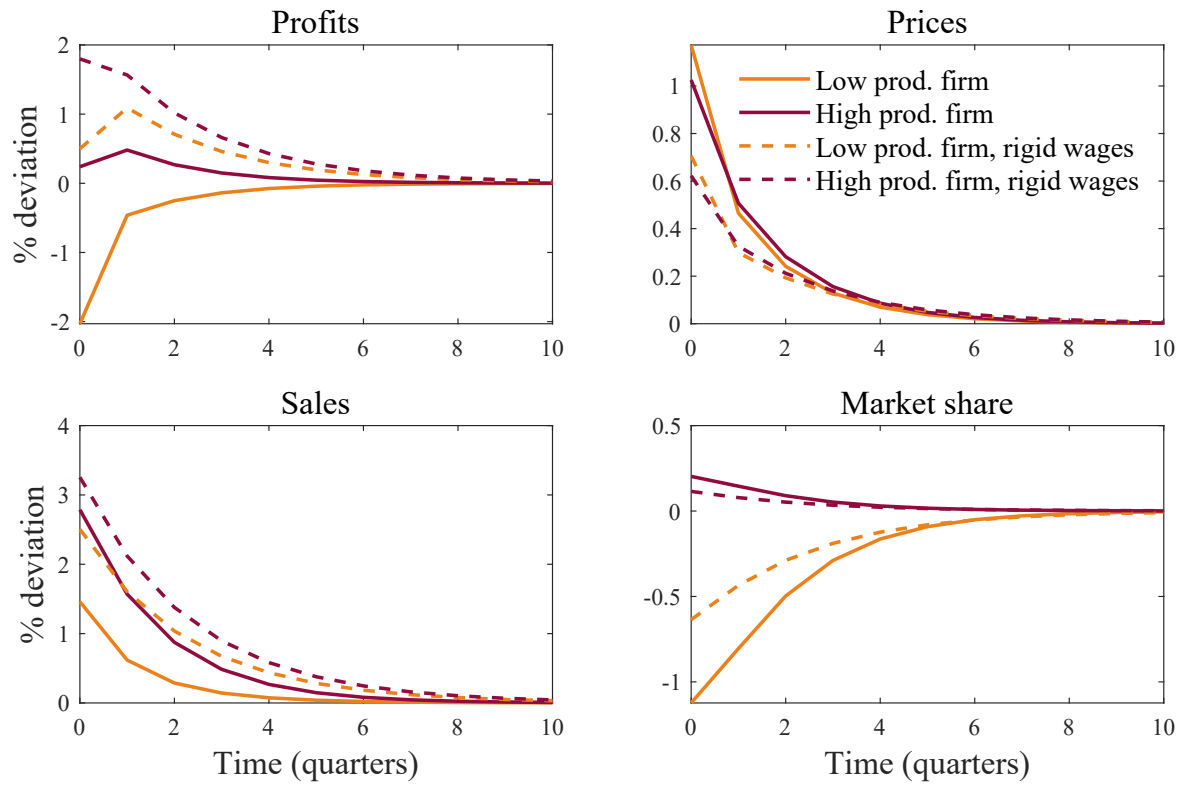 Profits
2
1
0
-1
-2
% deviation
0 2 4 6 8 10
Prices
1
0.8
0.6
0.4
0.2
0
Low prod. firm
High prod. firm
Low prod. firm, rigid wages
High prod. firm, rigid wages
0 2 4 6 8 10
Sales
4
3
2
1
0
% deviation
0 2 4 6 8 10
Time (quarters)
Market share
0.5
0
-0.5
-1
0 2 4 6 8 10
Time (quarters)